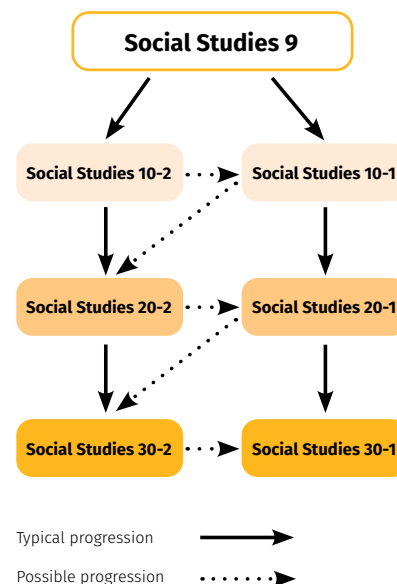 Social Studies 9
Social Studies 10-2
Social Studies 10-1
Social Studies 20-2
Social Studies 20-1
Social Studies 30-2
Social Studies 30-1
Typical progression
Possible progression